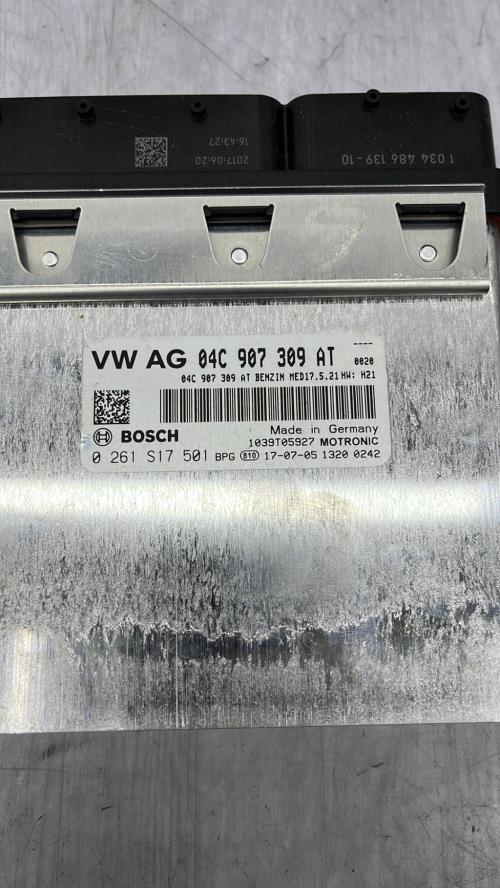 16:43:27
2017-06-20
1 034 486 139-10
VW AG 04C 907 309 AT
----
0020
04C 907 309 AT BENZIN MED17.5.21 HW: H21
BOSCH
Made in Germany
1039T05927 MOTRONIC
0 261 S17 501 BPG 810 17-07-05 1320 0242